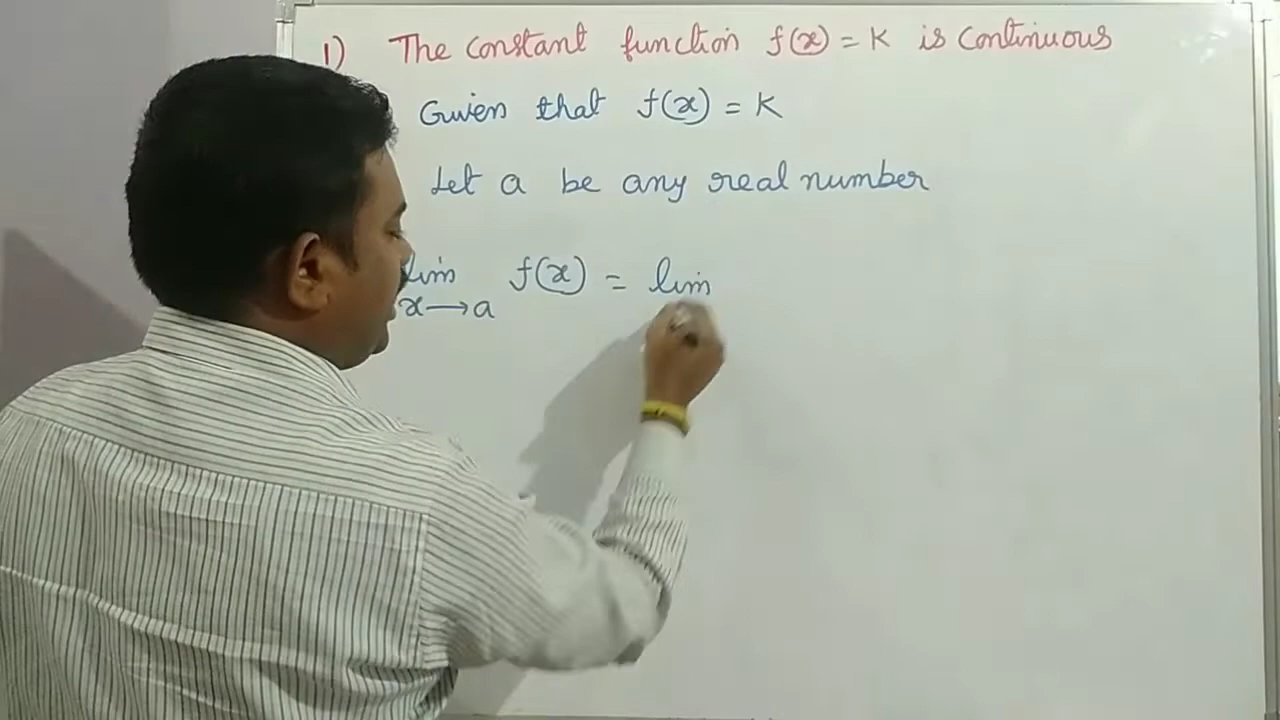 1) The constant function f(x) = K is Continuous
Given that f(x) = K
Let a be any real number
lim f(x) = lim
x→a